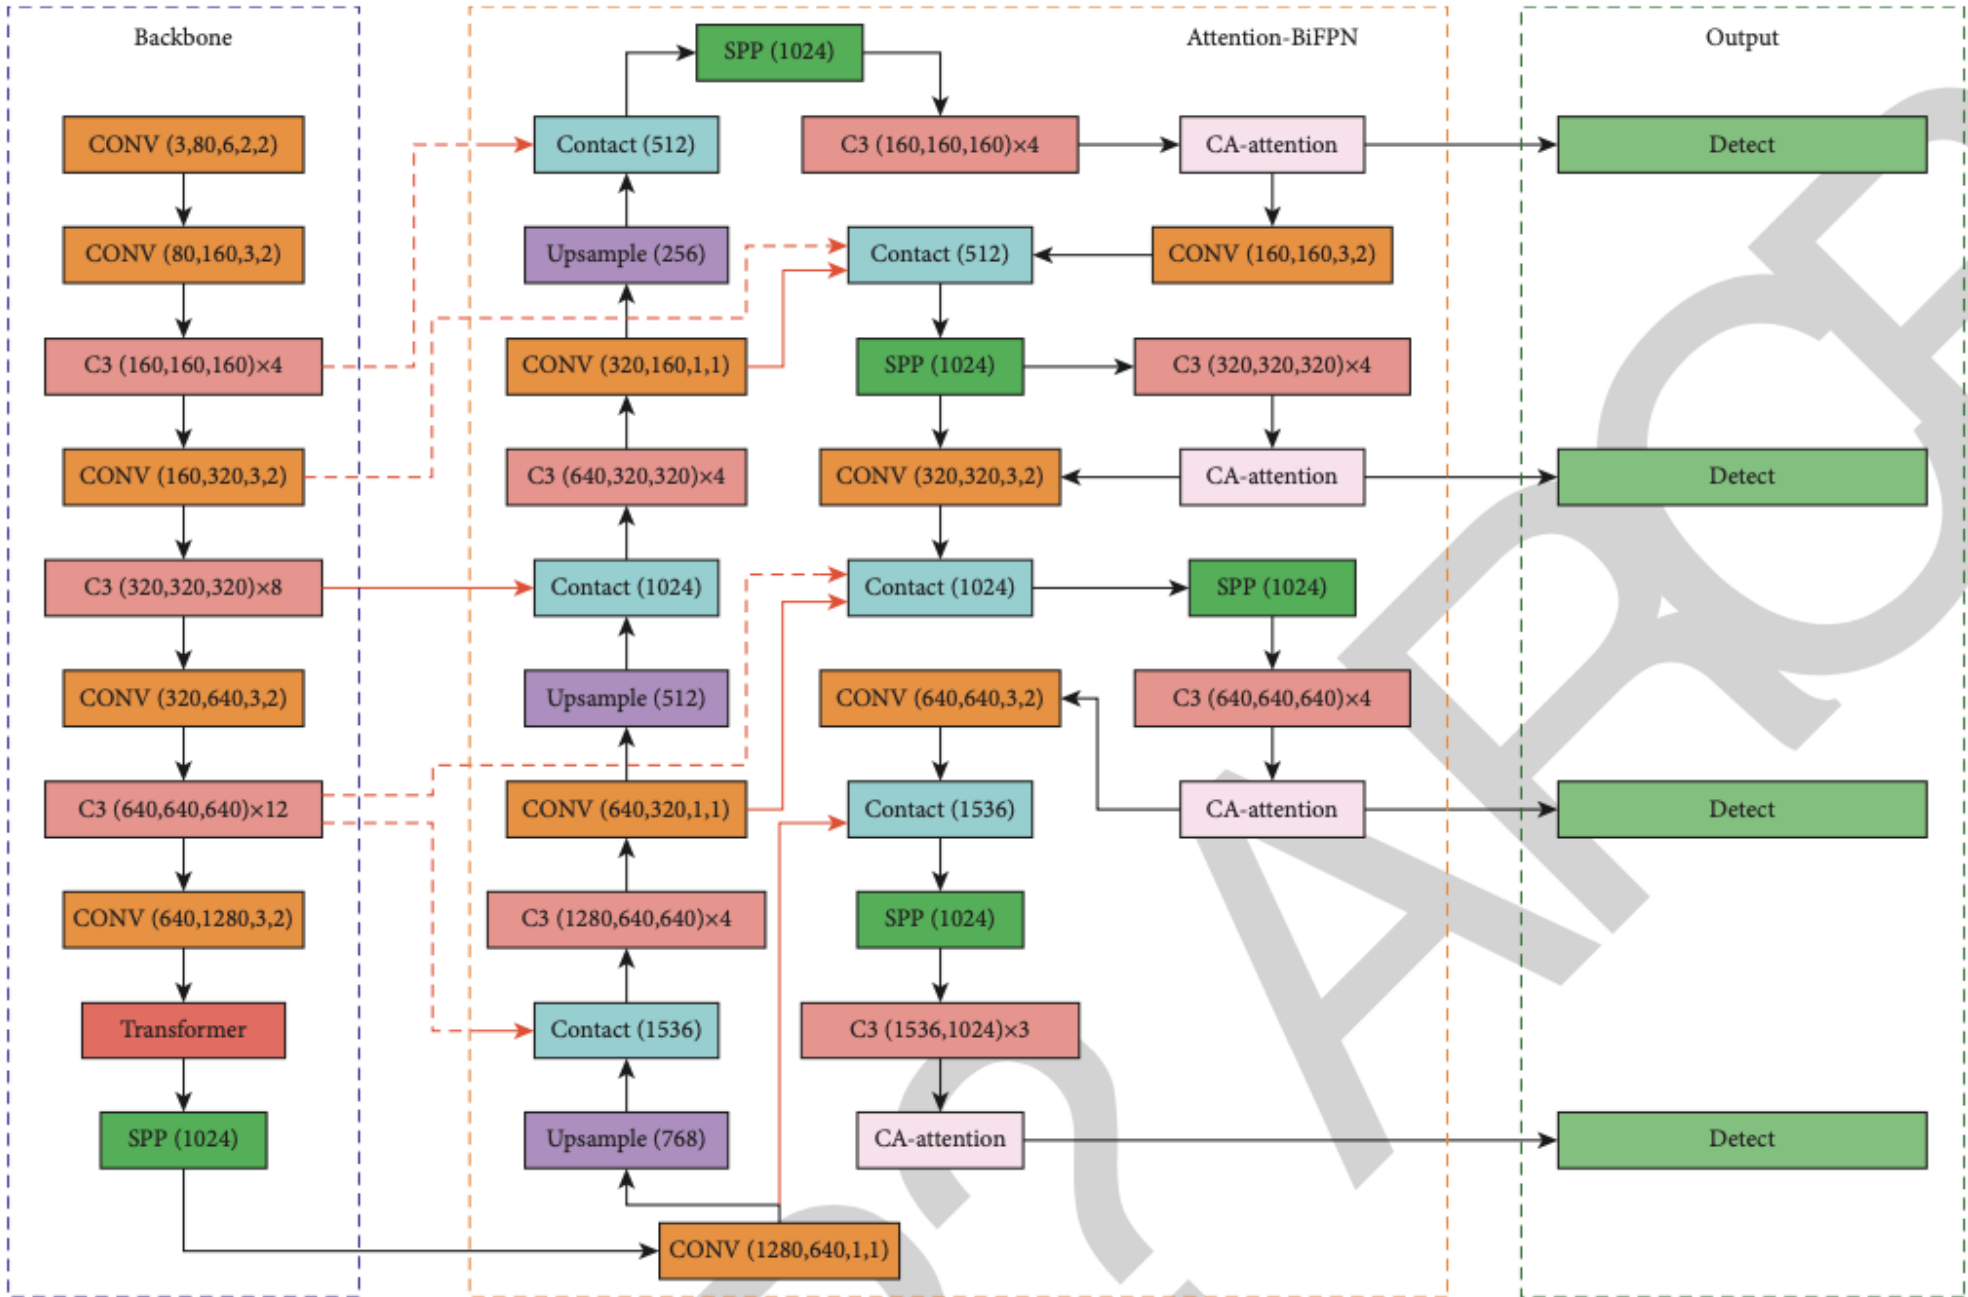 Backbone
CONV (3,80,6,2,2)
CONV (80,160,3,2)
C3 (160,160,160)×4
CONV (160,320,3,2)
C3 (320,320,320)×8
CONV (320,640,3,2)
C3 (640,640,640)×12
CONV (640,1280,3,2)
Transformer
SPP (1024)
Attention-BiFPN
SPP (1024)
Contact (512)
C3 (160,160,160)×4
CA-attention
Upsample (256)
Contact (512)
CONV (160,160,3,2)
CONV (320,160,1,1)
SPP (1024)
C3 (320,320,320)×4
C3 (640,320,320)×4
CONV (320,320,3,2)
CA-attention
Contact (1024)
Contact (1024)
SPP (1024)
Upsample (512)
CONV (640,640,3,2)
C3 (640,640,640)×4
CONV (640,320,1,1)
Contact (1536)
CA-attention
C3 (1280,640,640)×4
SPP (1024)
Contact (1536)
C3 (1536,1024)×3
Upsample (768)
CA-attention
CONV (1280,640,1,1)
Output
Detect
Detect
Detect
Detect